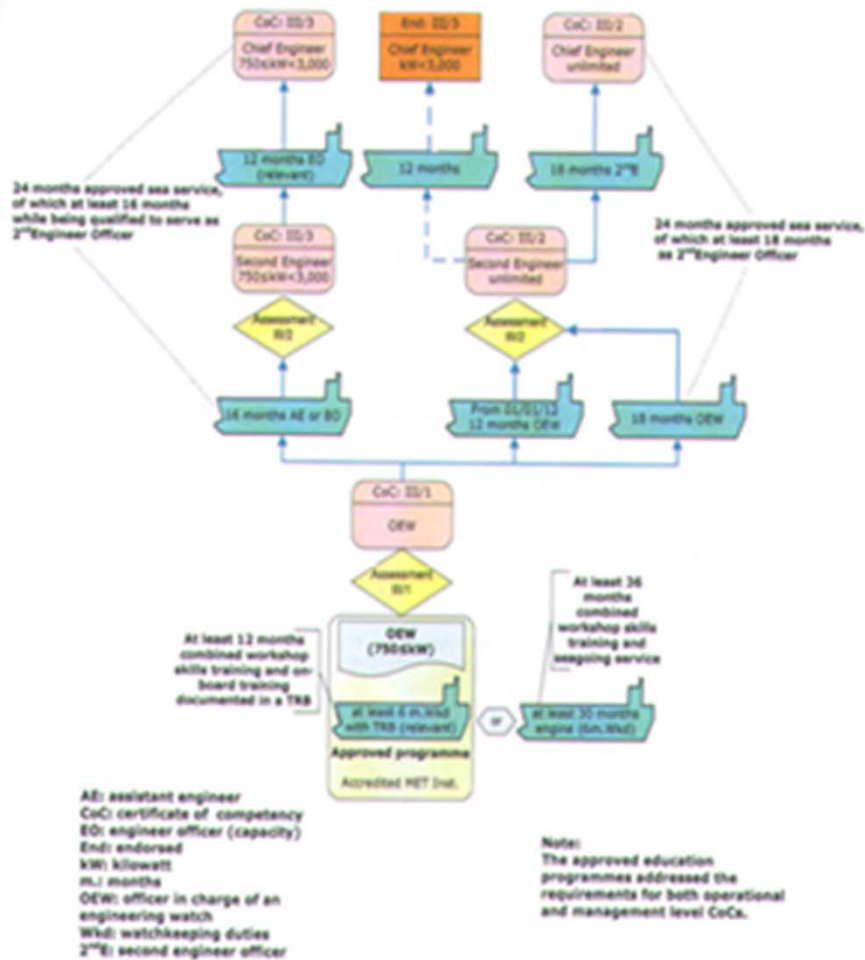 CoC: III/3
Chief Engineer
750≤kW<3,000
End: III/3
Chief Engineer
kW<3,000
CoC: III/2
Chief Engineer
unlimited
12 months EO
(relevant)
12 months
18 months 2ndE
24 months approved sea service,
of which at least 16 months
while being qualified to serve as
2ndEngineer Officer
24 months approved sea service,
of which at least 18 months
as 2ndEngineer Officer
CoC: III/3
Second Engineer
750≤kW<3,000
CoC: III/2
Second Engineer
unlimited
Assessment
III/2
Assessment
III/2
16 months AE or EO
From 01/01/12
12 months OEW
18 months OEW
CoC: III/1
OEW
Assessment
III/1
OEW
(750≤kW)
At least 12 months
combined workshop
skills training and on-
board training
documented in a TRB
at least 6 m.Wkd
with TRB (relevant)
Approved programme
Accredited MET Inst.
or
At least 36
months
combined
workshop skills
training and
seagoing service
at least 30 months
engine (6m.Wkd)
AE: assistant engineer
CoC: certificate of competency
EO: engineer officer (capacity)
End: endorsed
kW: kilowatt
m.: months
OEW: officer in charge of an
engineering watch
Wkd: watchkeeping duties
2ndE: second engineer officer
Note:
The approved education
programmes addressed the
requirements for both operational
and management level CoCs.